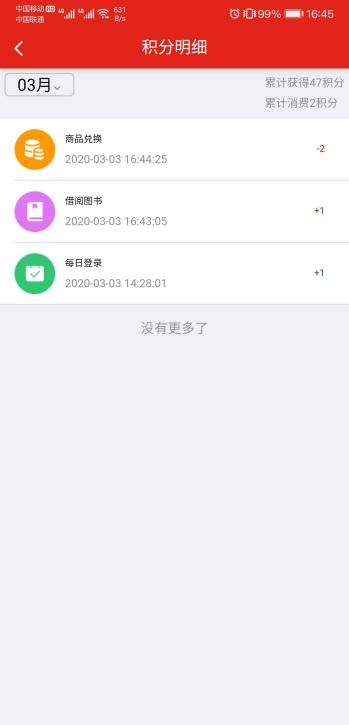 中国移动 HD 4G 4G 631 B/s 99% 16:45
中国联通
积分明细
03月
累计获得47积分
累计消费2积分
商品兑换
2020-03-03 16:44:25
-2
借阅图书
2020-03-03 16:43:05
+1
每日登录
2020-03-03 14:28:01
+1
没有更多了